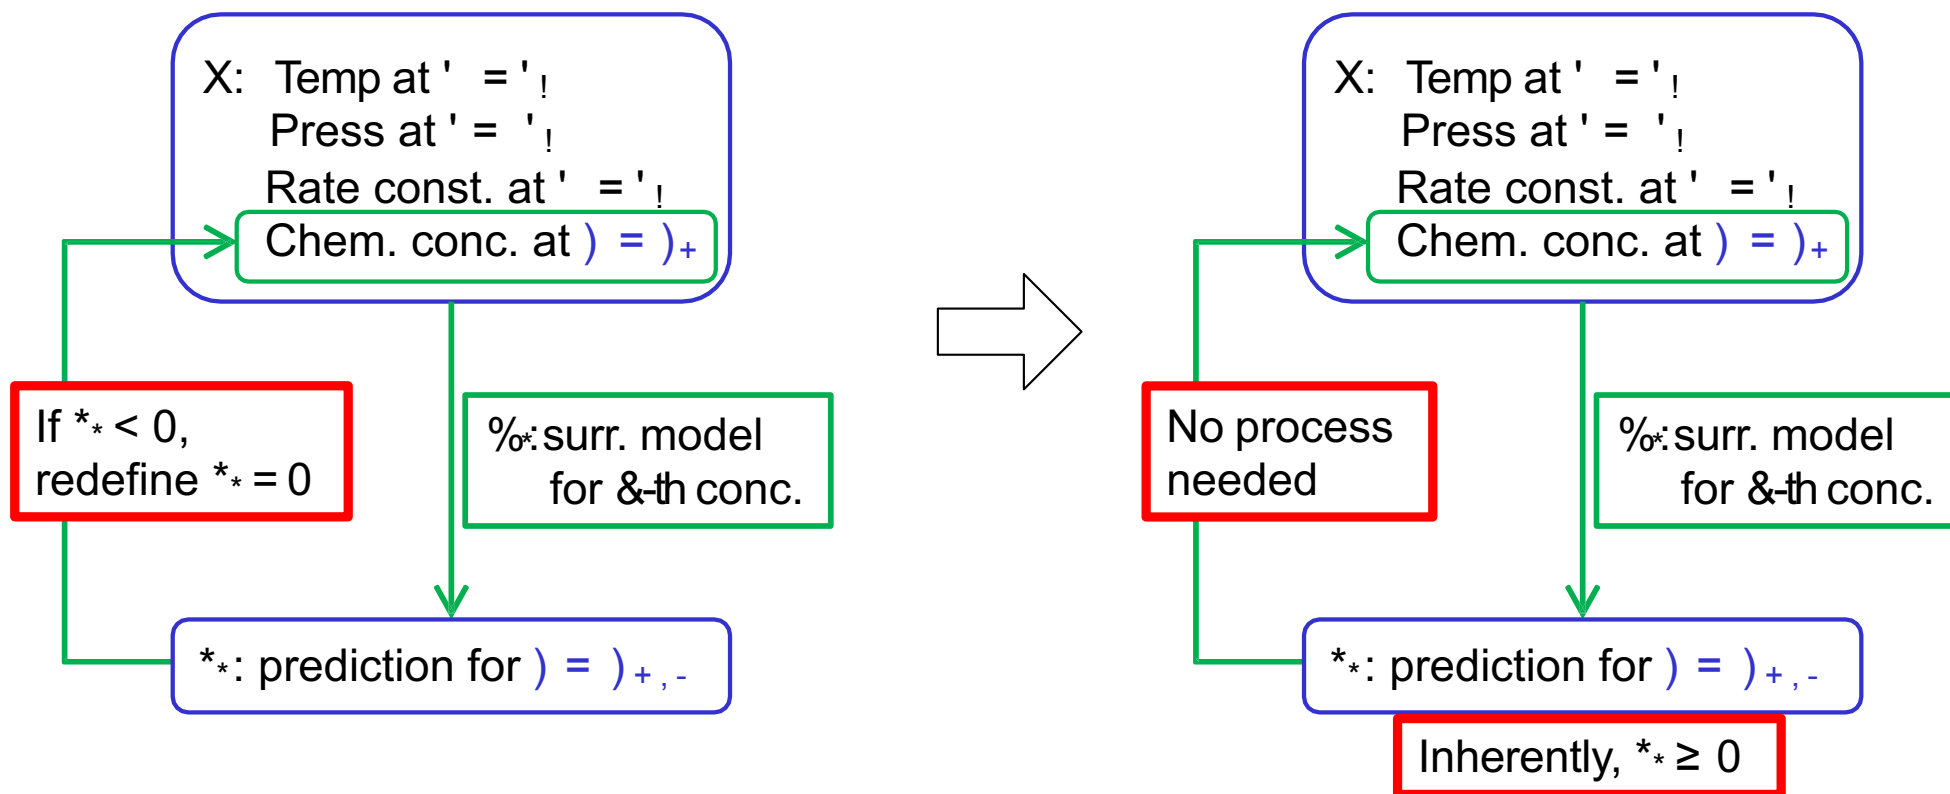 X: Temp at ' = '!
Press at ' = '!
Rate const. at ' = '!
Chem. conc. at ) = )+
If ** < 0,
redefine ** = 0
%*: surr. model
for &-th conc.
**: prediction for ) = )+,-
X: Temp at ' = '!
Press at ' = '!
Rate const. at ' = '!
Chem. conc. at ) = )+
No process
needed
%*: surr. model
for &-th conc.
**: prediction for ) = )+,-
Inherently, ** ≥ 0